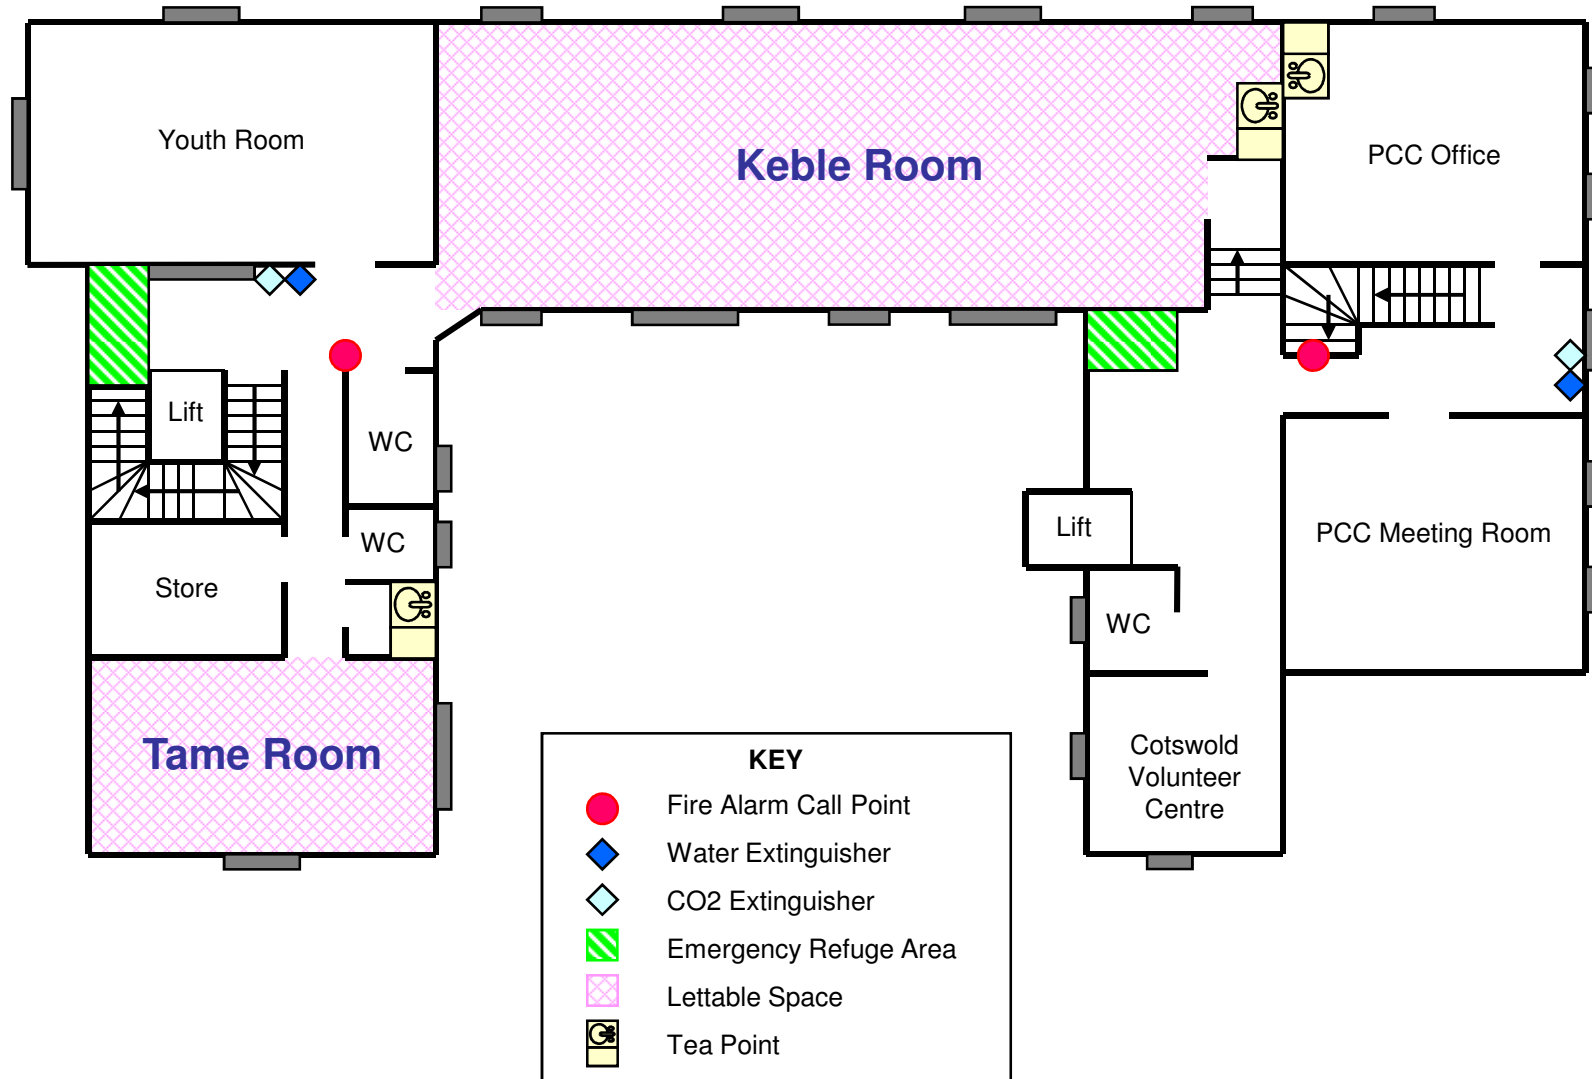 Youth Room
Keble Room
PCC Office
Lift
WC
WC
Store
Lift
PCC Meeting Room
WC
Tame Room
Cotswold
Volunteer
Centre
KEY
Fire Alarm Call Point
Water Extinguisher
CO2 Extinguisher
Emergency Refuge Area
Lettable Space
Tea Point